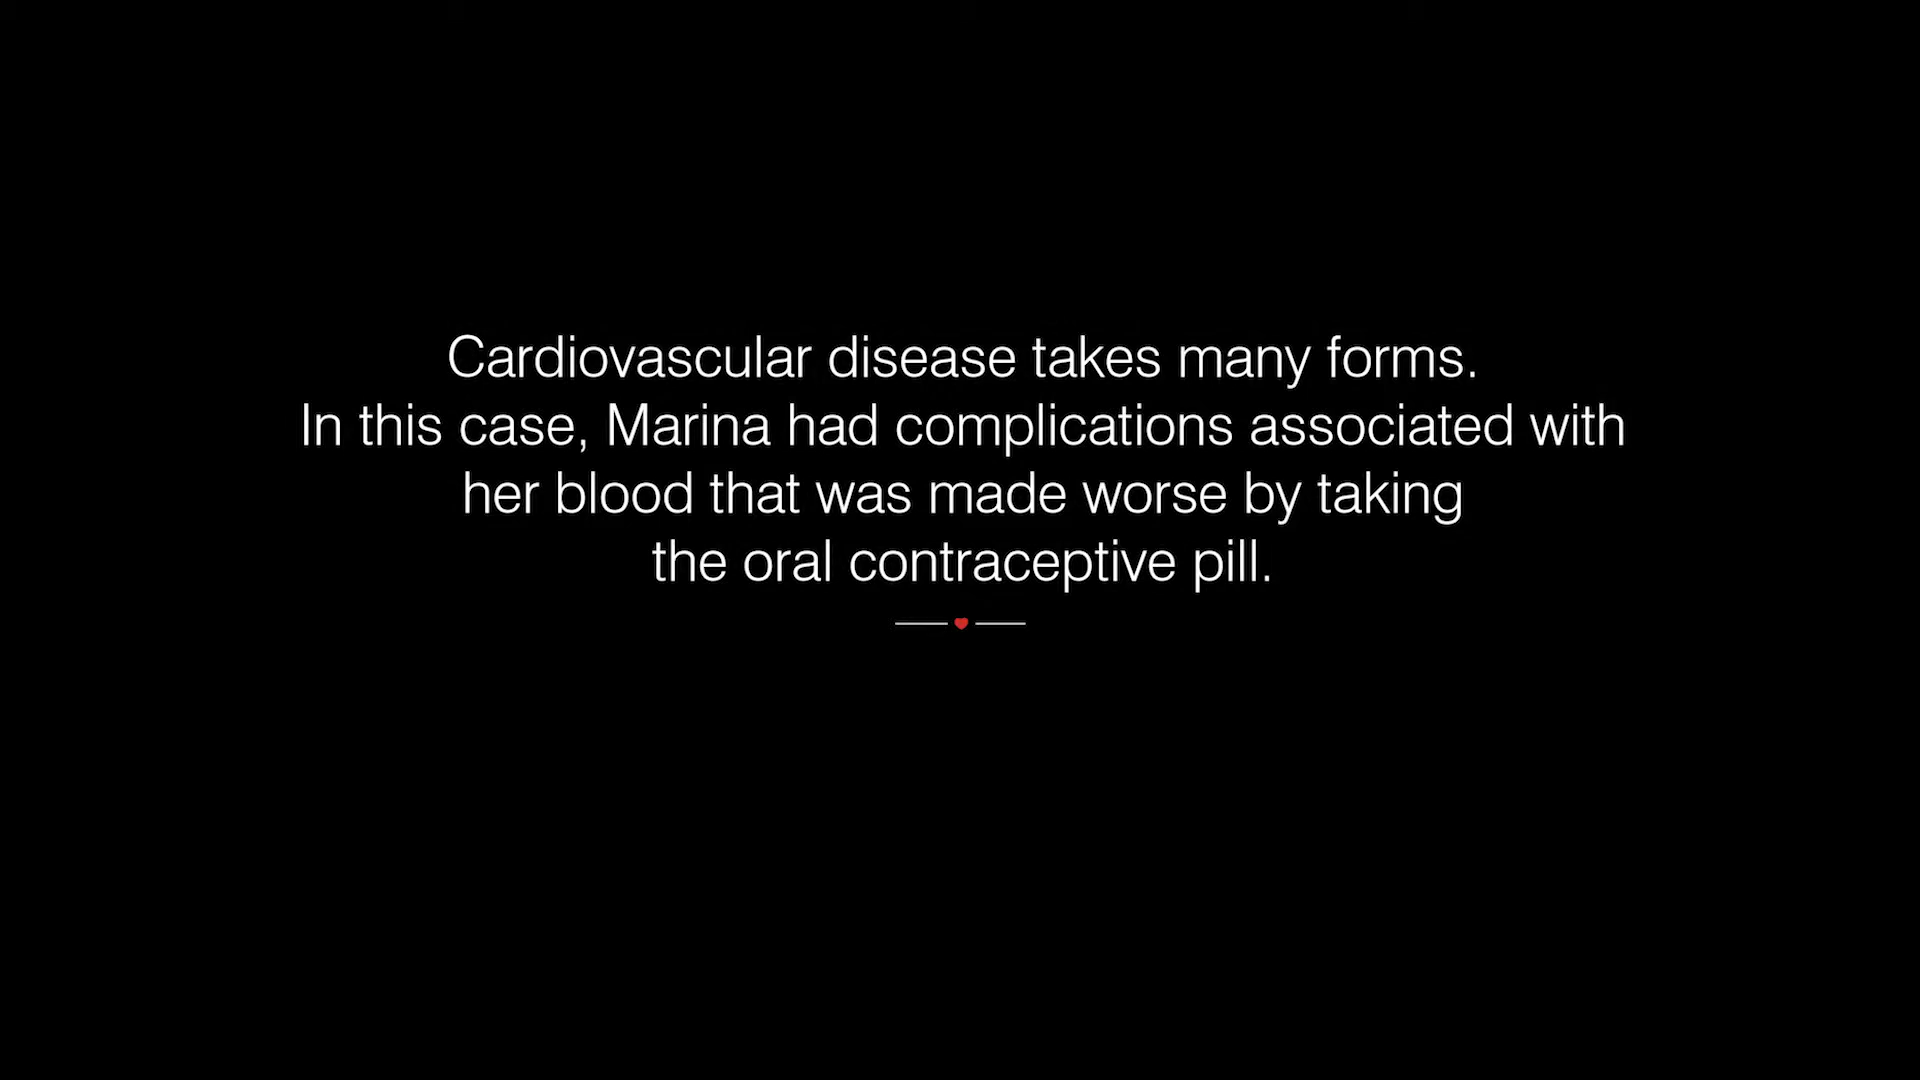 Cardiovascular disease takes many forms.
In this case, Marina had complications associated with
her blood that was made worse by taking
the oral contraceptive pill.